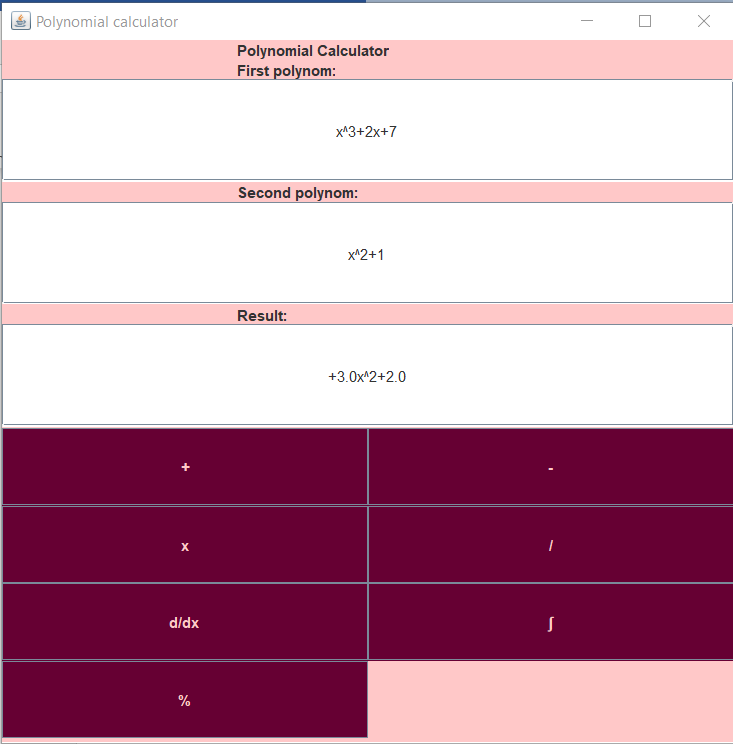 Polynomial calculator
Polynomial Calculator
First polynom:
x^3+2x+7
Second polynom:
x^2+1
Result:
+3.0x^2+2.0
+ -
x /
d/dx ∫
%